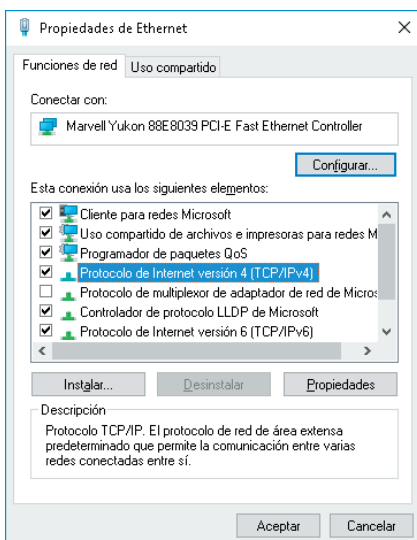 Propiedades de Ethernet
Funciones de red Uso compartido
Conectar con:
Marvell Yukon 88E8039 PCI-E Fast Ethernet Controller
Configurar...
Esta conexión usa los siguientes elementos:
Cliente para redes Microsoft
Uso compartido de archivos e impresoras para redes M
Programador de paquetes QoS
Protocolo de Internet versión 4 (TCP/IPv4)
Protocolo de multiplexor de adaptador de red de Micros
Controlador de protocolo LLDP de Microsoft
Protocolo de Internet versión 6 (TCP/IPv6)
Instalar... Desinstalar Propiedades
Descripción
Protocolo TCP/IP. El protocolo de red de área extensa
predeterminado que permite la comunicación entre varias
redes conectadas entre sí.
Aceptar Cancelar